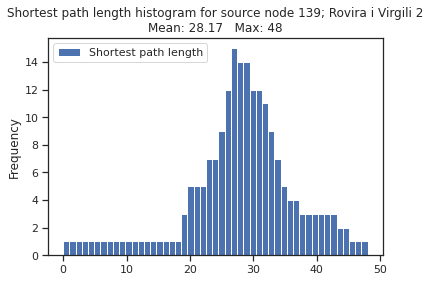 Shortest path length histogram for source node 139; Rovira i Virgili 2
Mean: 28.17 Max: 48
Shortest path length
Frequency
14
12
10
8
6
4
2
0
0 10 20 30 40 50